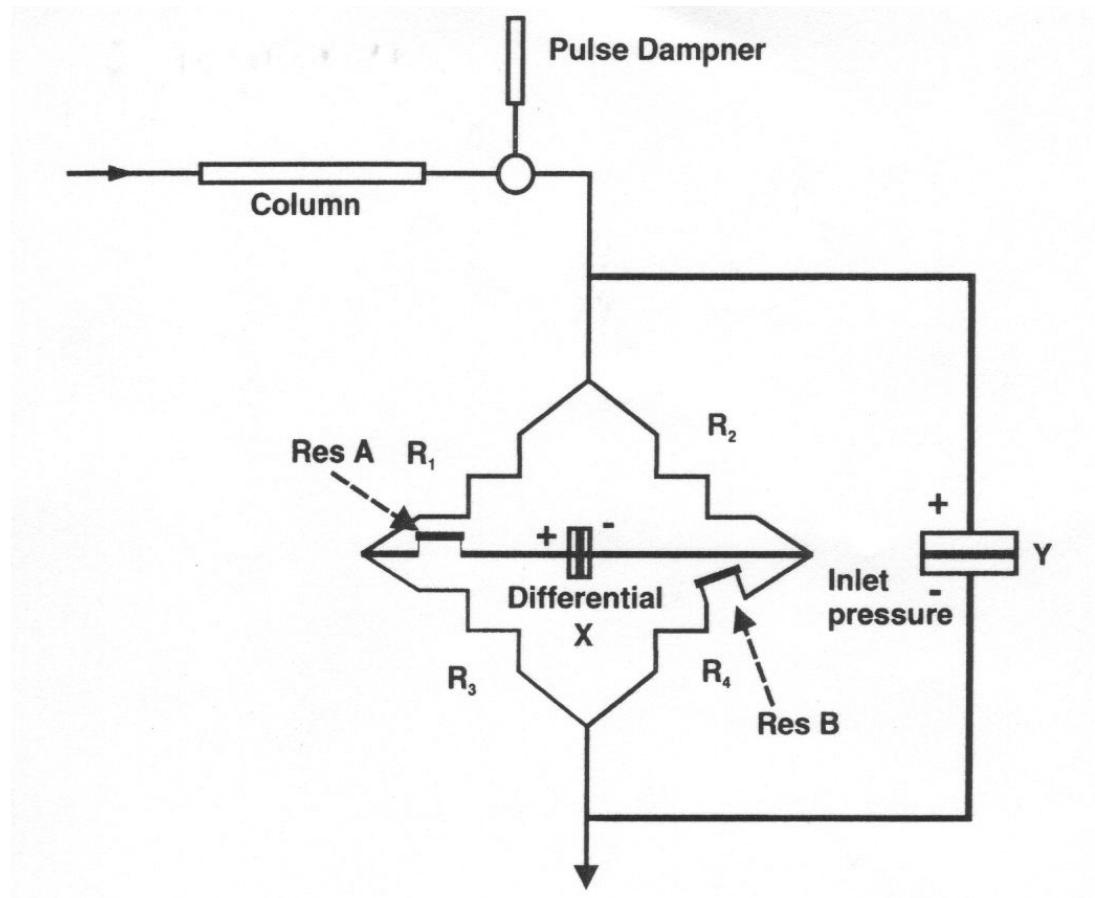 Pulse Dampner
Column
R₂
Res A
R₁
+
+
-
Differential
X
Inlet
pressure
-
Y
R₃
R₄
Res B